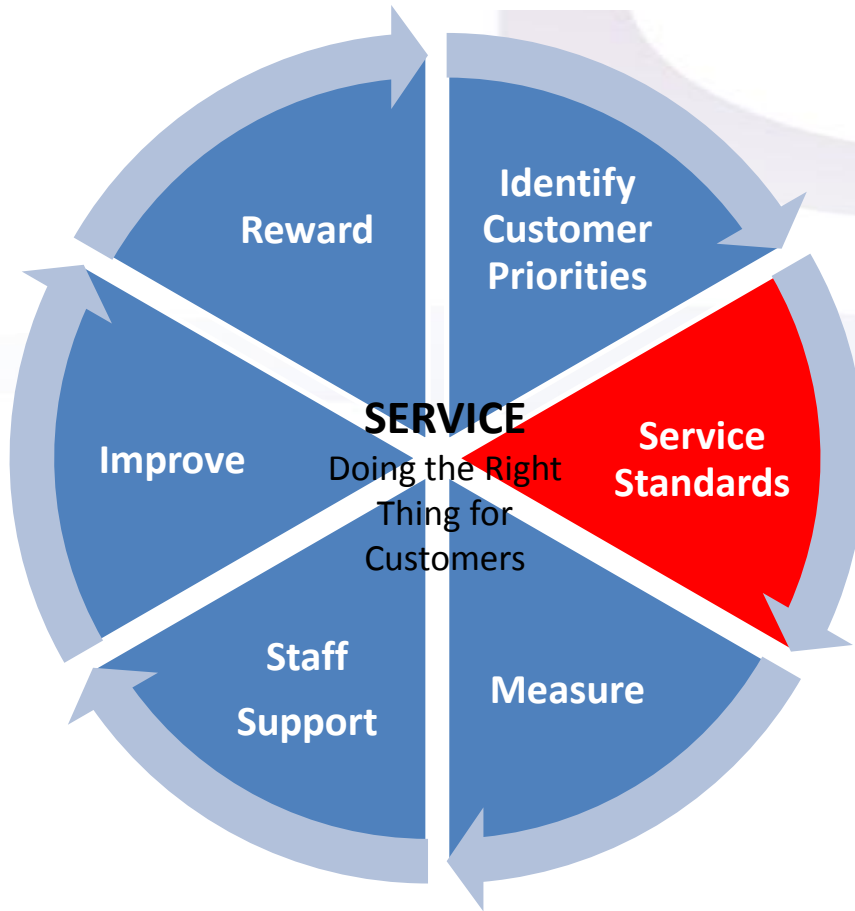 Identify
Customer
Priorities
Service
Standards
Measure
Staff
Support
Improve
Reward
SERVICE
Doing the Right
Thing for
Customers